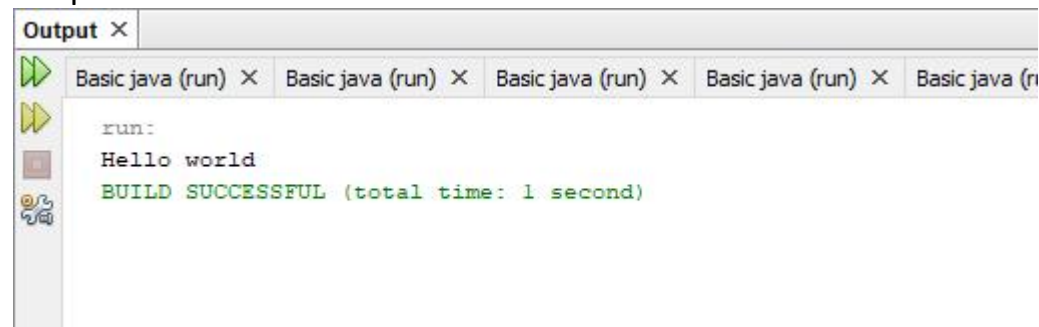 Output
Basic java (run) Basic java (run) Basic java (run) Basic java (run) Basic java
run:
Hello world
BUILD SUCCESSFUL (total time: 1 second)